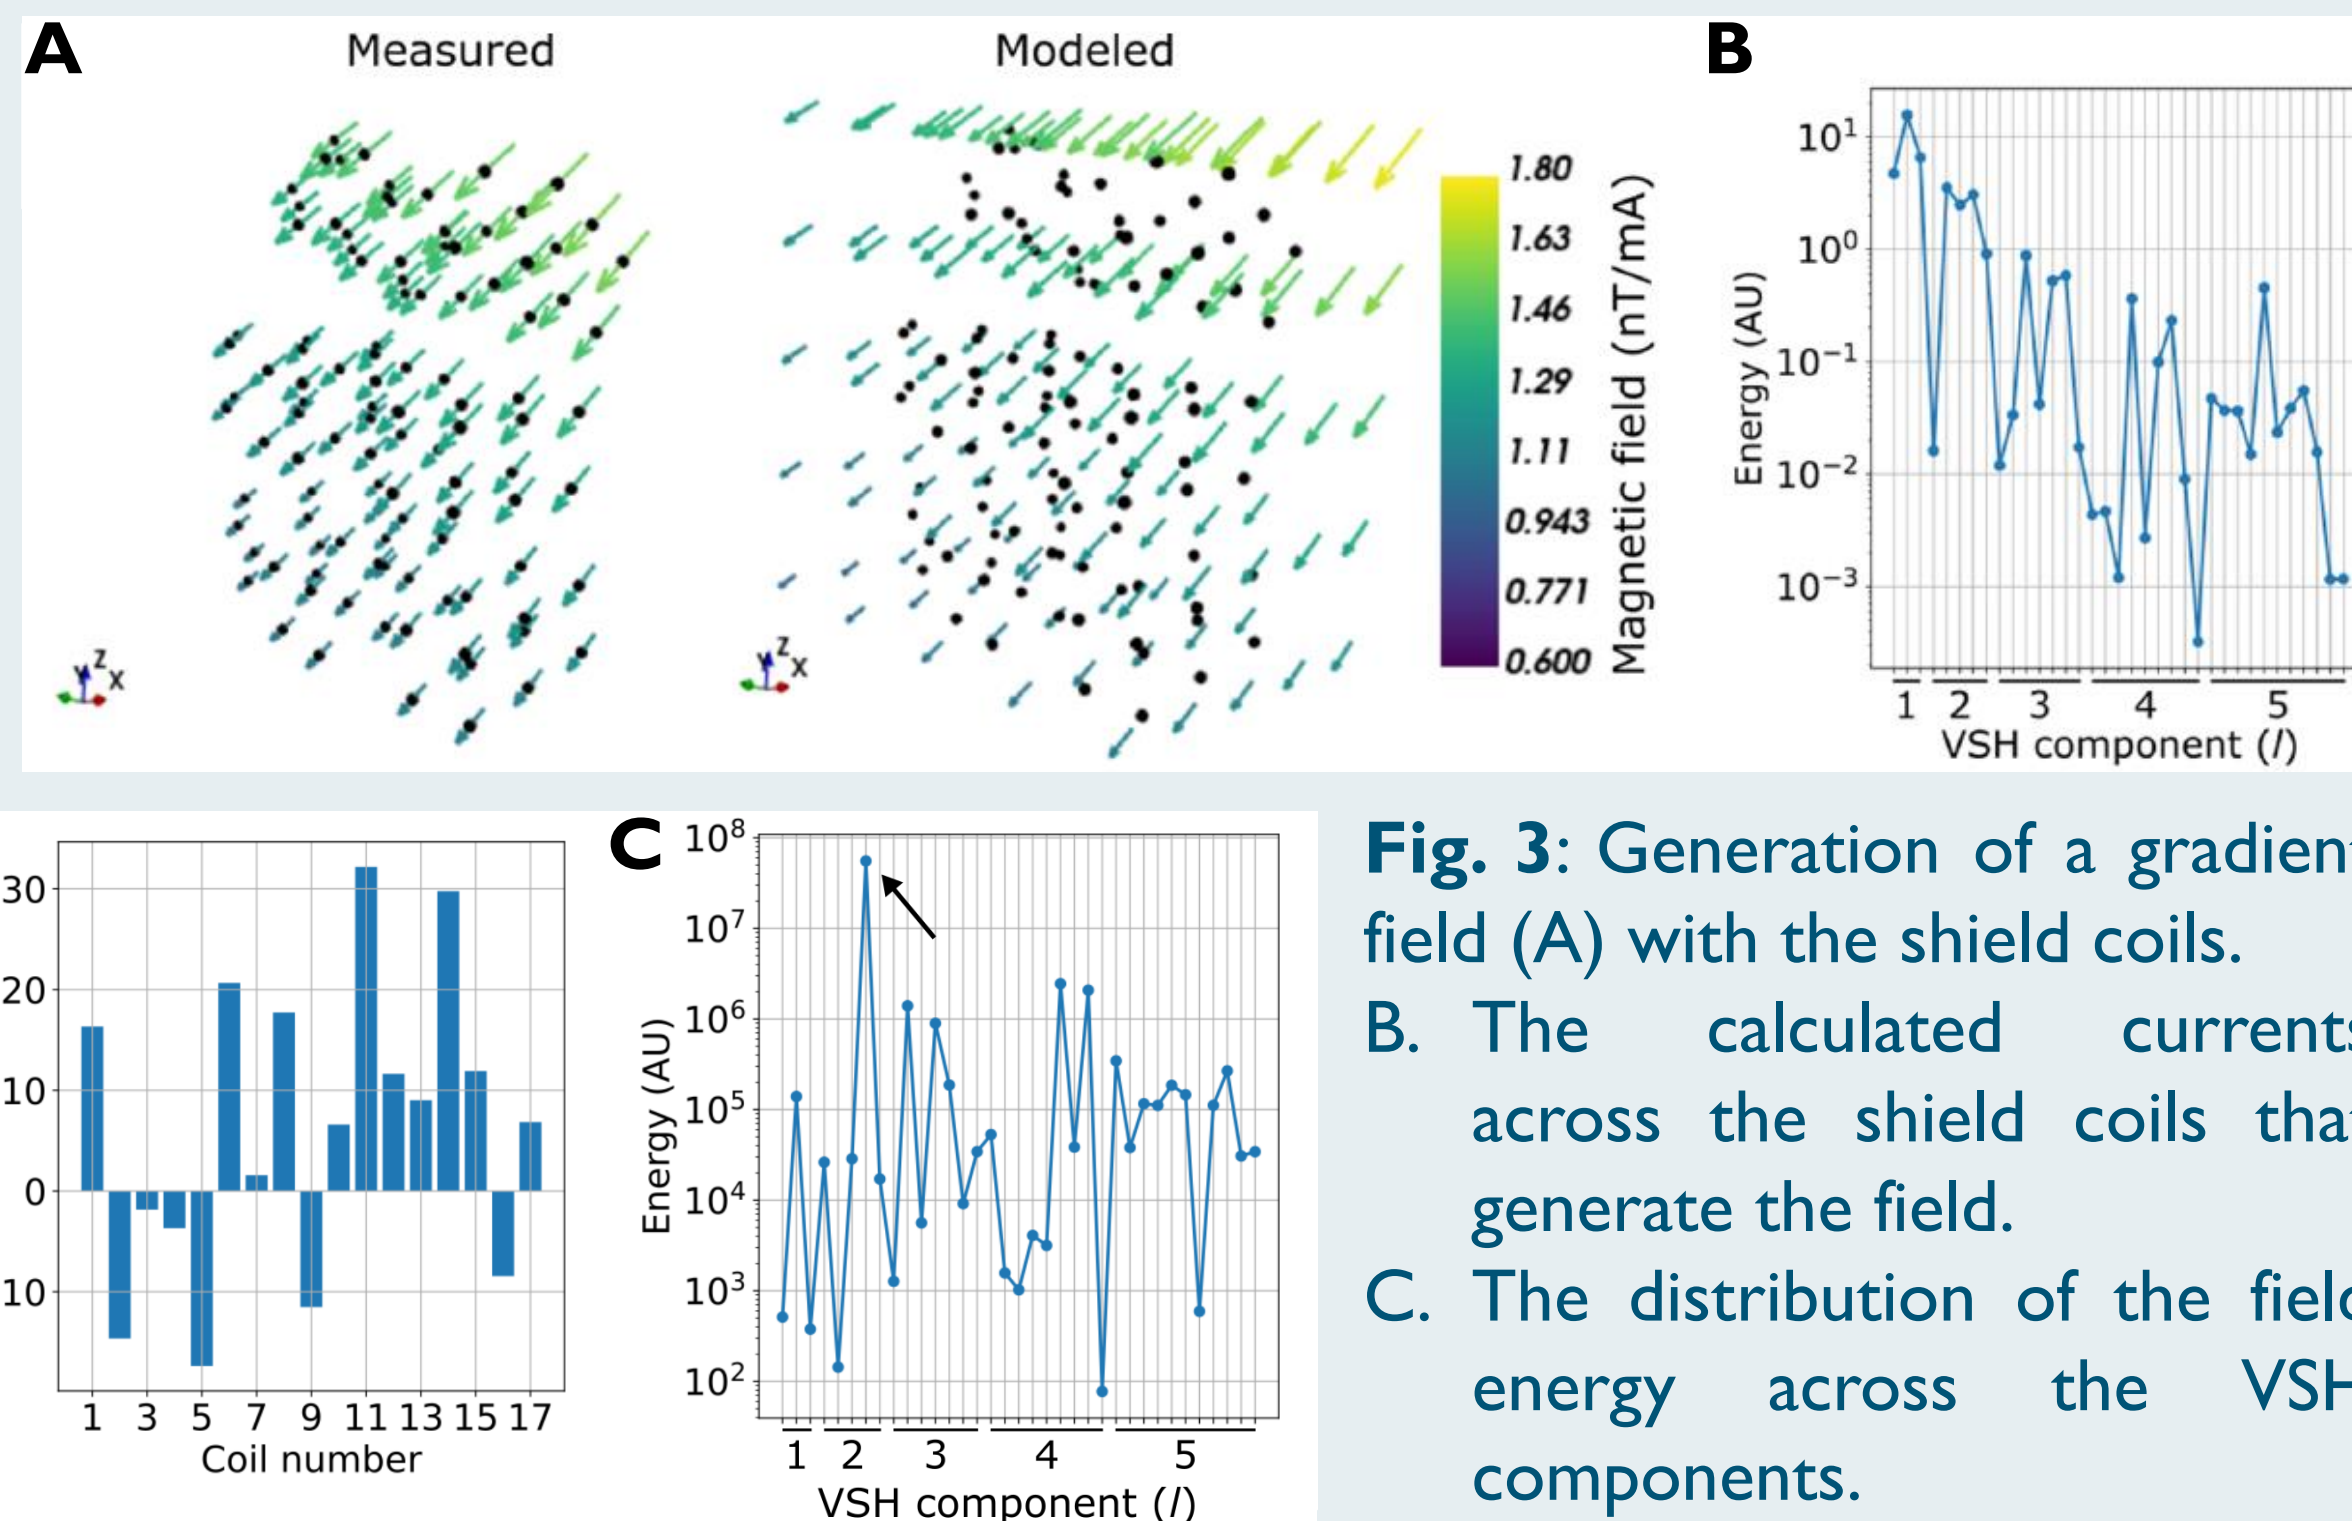 A
Measured
Modeled
Y Z X
Y Z X
1.80
1.63
1.46
1.29
1.11
0.943
0.771
0.600
Magnetic field (nT/mA)
B
10¹
10⁰
10⁻¹
10⁻²
10⁻³
Energy (AU)
1 2 3 4 5
VSH component (l)
30
20
10
0
10
1 3 5 7 9 11 13 15 17
Coil number
C
10⁸
10⁷
10⁶
10⁵
10⁴
10³
10²
Energy (AU)
1 2 3 4 5
VSH component (l)
Fig. 3: Generation of a gradient
field (A) with the shield coils.
B. The calculated currents
across the shield coils that
generate the field.
C. The distribution of the field
energy across the VSH
components.